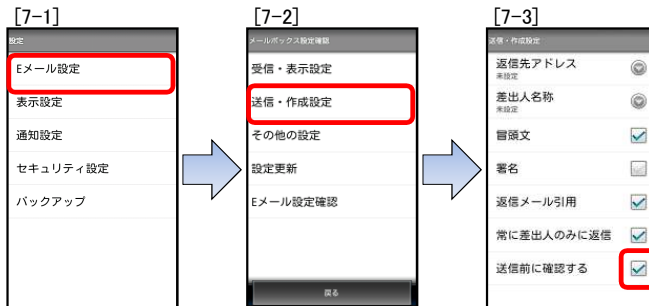 [7-1]
設定
Eメール設定
表示設定
通知設定
セキュリティ設定
バックアップ
[7-2]
メールボックス設定確認
受信・表示設定
送信・作成設定
その他の設定
設定更新
Eメール設定確認
戻る
[7-3]
送信・作成設定
返信先アドレス
未設定
差出人名称
未設定
冒頭文
署名
返信メール引用
常に差出人のみに返信
送信前に確認する